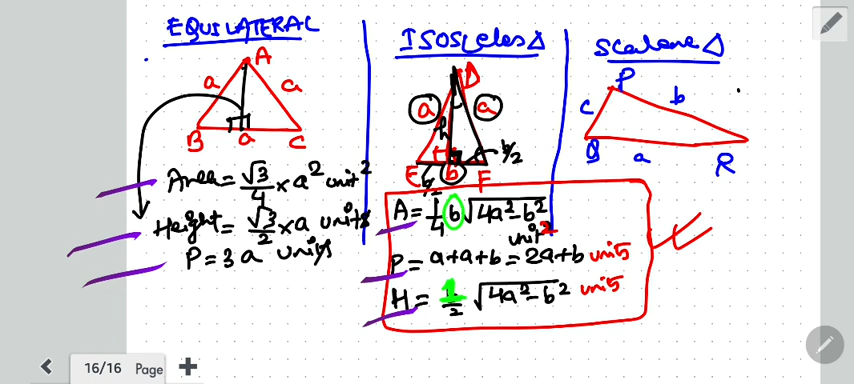 EQUILATERAL
A
a a
B a C
Area = √3/4 × a² unit²
Height = √3/2 × a units
P = 3a units
ISOSceles Δ
D
a a
h
b/2
E b F
b/2
A = 1/4 b √4a²-b²
unit²
P = a+a+b = 2a+b units
H = 1/2 √4a²-b² units
Scalene Δ
P
c b
Q a R
16/16 Page